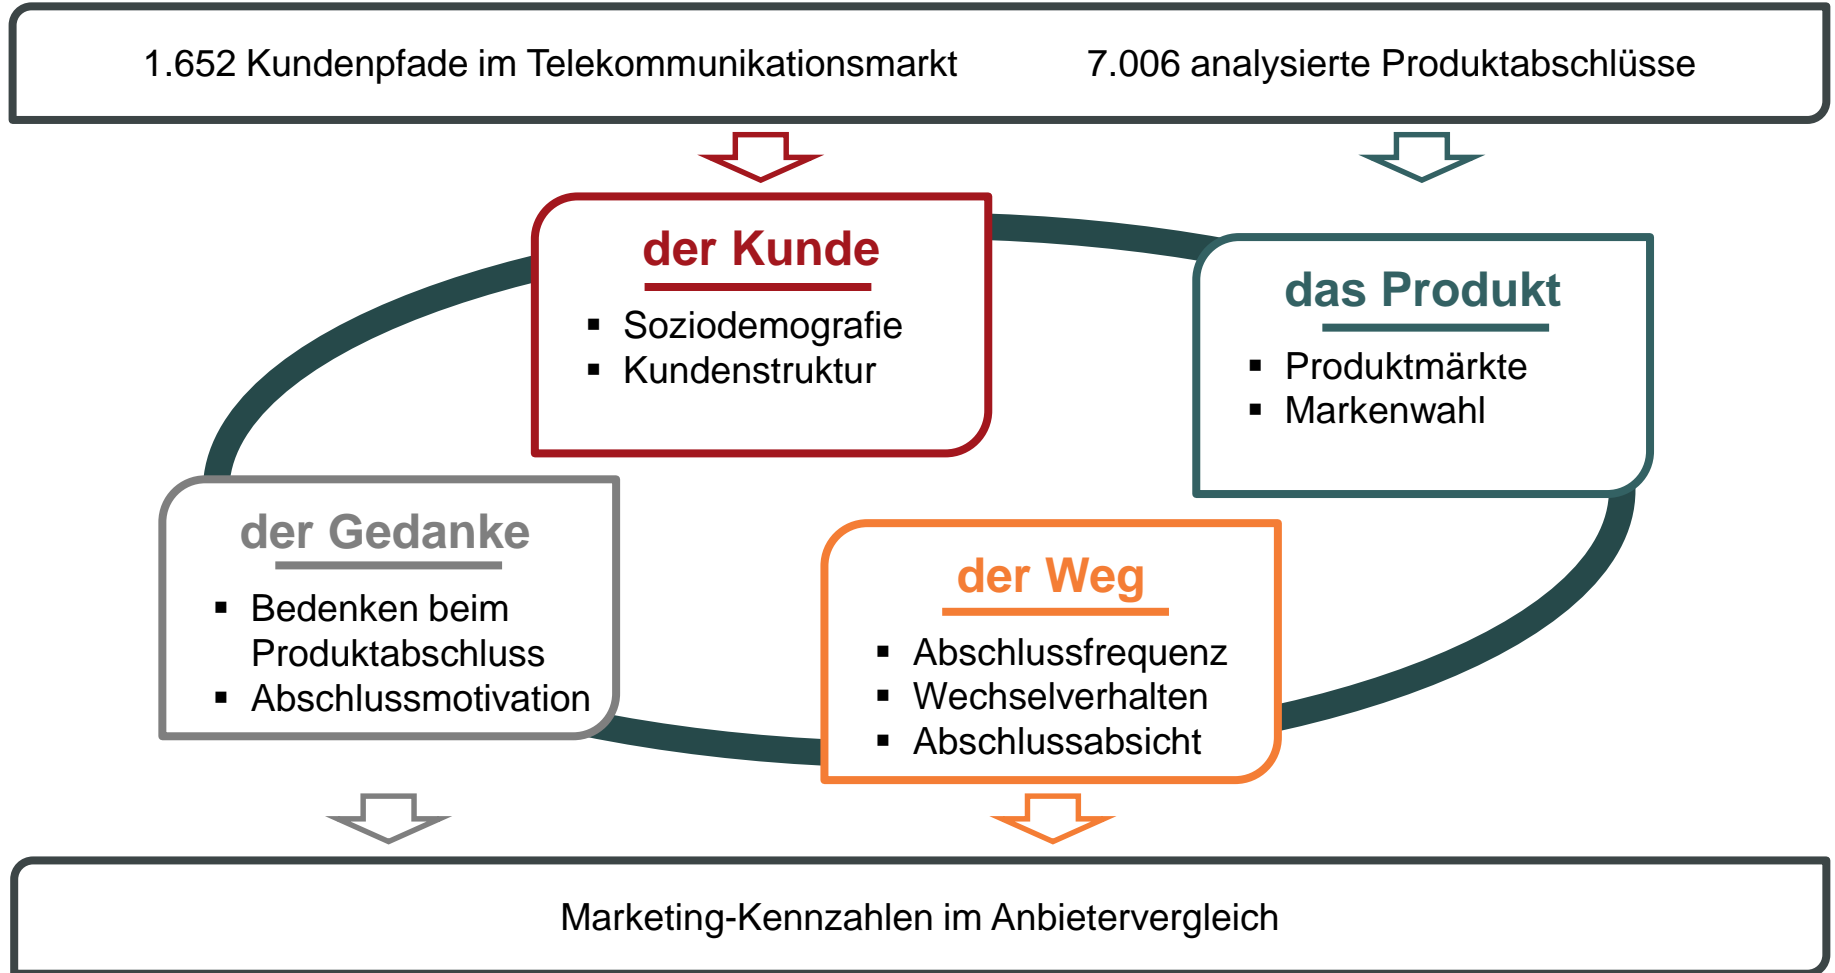 1.652 Kundenpfade im Telekommunikationsmarkt 7.006 analysierte Produktabschlüsse
der Kunde
▪ Soziodemografie
▪ Kundenstruktur
das Produkt
▪ Produktmärkte
▪ Markenwahl
der Gedanke
▪ Bedenken beim
Produktabschluss
▪ Abschlussmotivation
der Weg
▪ Abschlussfrequenz
▪ Wechselverhalten
▪ Abschlussabsicht
Marketing-Kennzahlen im Anbietervergleich